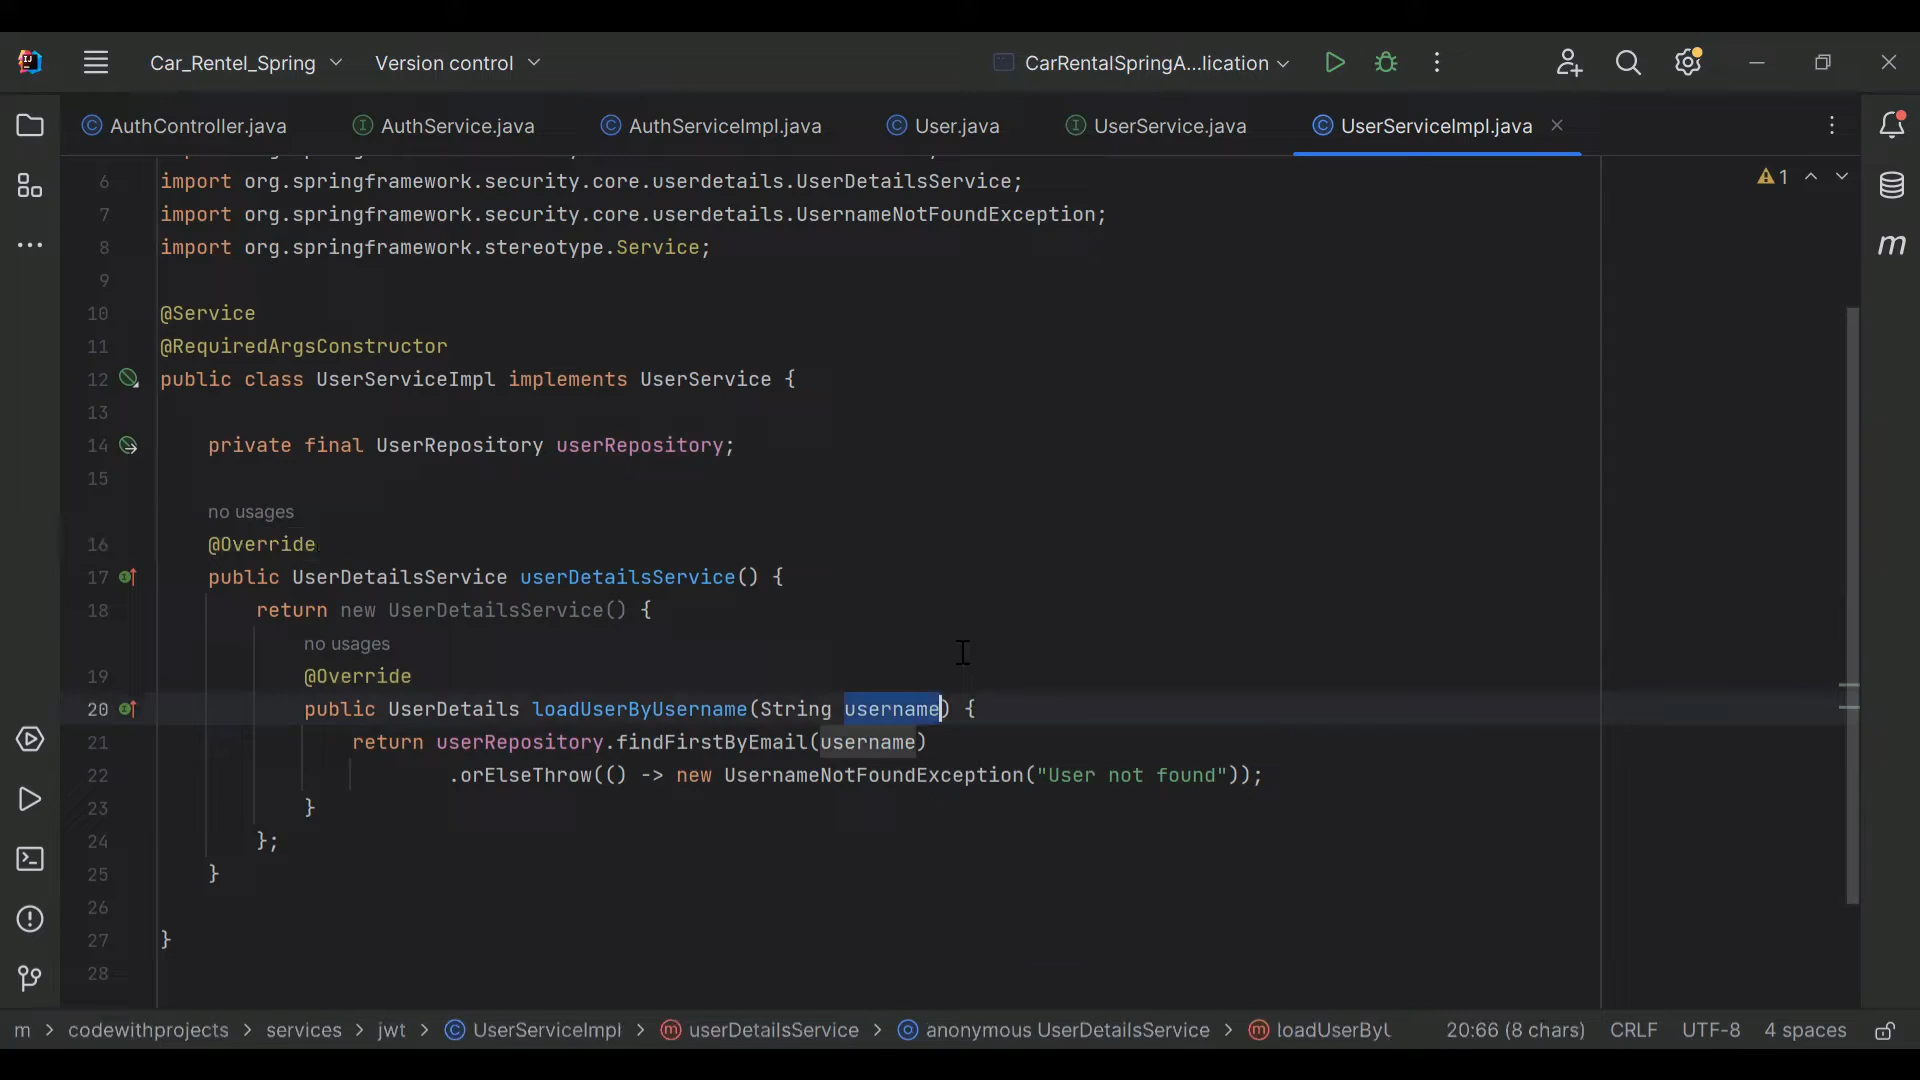 Car_Rentel_Spring
Version control
CarRentalSpringA...lication
AuthController.java
AuthService.java
AuthServiceImpl.java
User.java
UserService.java
UserServiceImpl.java
1
6 import org.springframework.security.core.userdetails.UserDetailsService;
7 import org.springframework.security.core.userdetails.UsernameNotFoundException;
8 import org.springframework.stereotype.Service;
9
10 @Service
11 @RequiredArgsConstructor
12 public class UserServiceImpl implements UserService {
13
14 private final UserRepository userRepository;
15
no usages
16 @Override
17 public UserDetailsService userDetailsService() {
18 return new UserDetailsService() {
no usages
19 @Override
20 public UserDetails loadUserByUsername(String username) {
21 return userRepository.findFirstByEmail(username)
22 .orElseThrow(() -> new UsernameNotFoundException("User not found"));
23 }
24 };
25 }
26
27 }
28
m > codewithprojects > services > jwt > UserServiceImpl > userDetailsService > anonymous UserDetailsService > loadUserByU
20:66 (8 chars) CRLF UTF-8 4 spaces